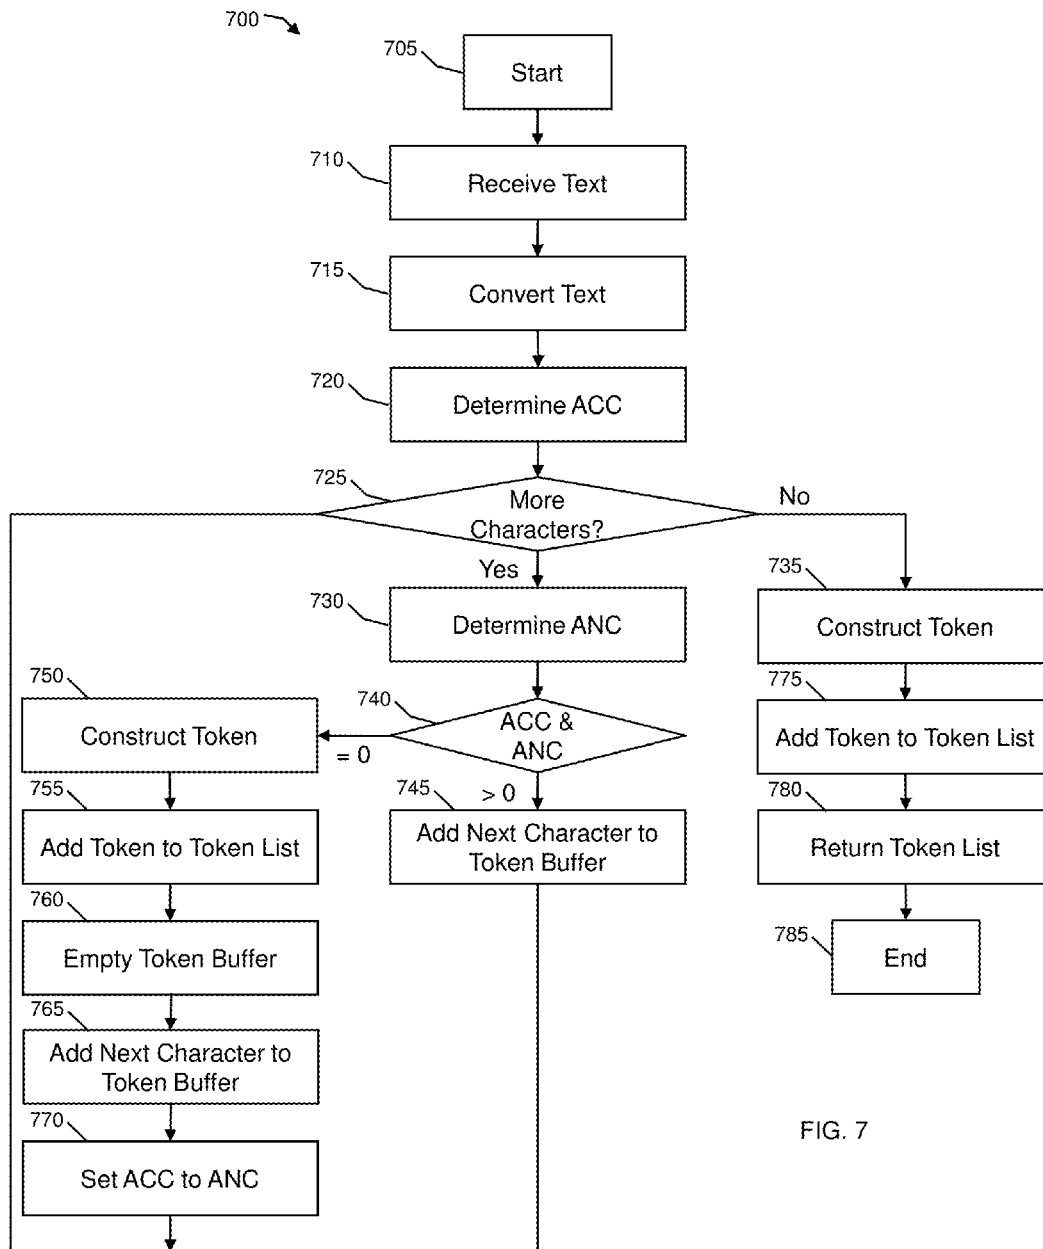 700
705
Start
710
Receive Text
715
Convert Text
720
Determine ACC
725
More
Characters?
No
Yes
730
Determine ANC
735
Construct Token
740
ACC &
ANC
= 0
> 0
750
Construct Token
775
Add Token to Token List
745
Add Next Character to
Token Buffer
755
Add Token to Token List
780
Return Token List
760
Empty Token Buffer
785
End
765
Add Next Character to
Token Buffer
770
Set ACC to ANC
FIG. 7